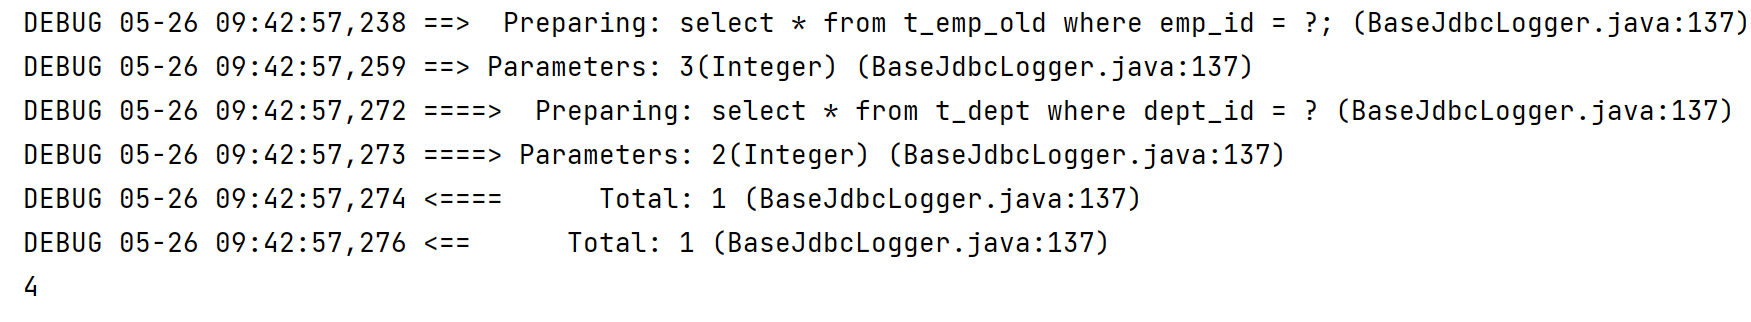 DEBUG 05-26 09:42:57,238 ==>  Preparing: select * from t_emp_old where emp_id = ?; (BaseJdbcLogger.java:137)
DEBUG 05-26 09:42:57,259 ==> Parameters: 3(Integer) (BaseJdbcLogger.java:137)
DEBUG 05-26 09:42:57,272 ====>  Preparing: select * from t_dept where dept_id = ? (BaseJdbcLogger.java:137)
DEBUG 05-26 09:42:57,273 ====> Parameters: 2(Integer) (BaseJdbcLogger.java:137)
DEBUG 05-26 09:42:57,274 <====      Total: 1 (BaseJdbcLogger.java:137)
DEBUG 05-26 09:42:57,276 <==      Total: 1 (BaseJdbcLogger.java:137)
4